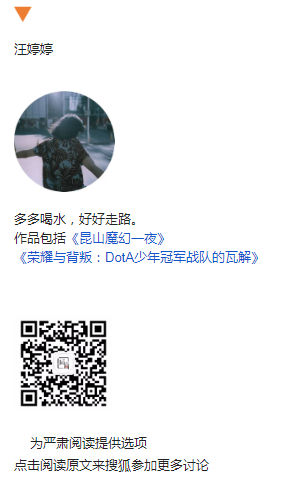 汪婷婷
多多喝水，好好走路。
作品包括《昆山魔幻一夜》
《荣耀与背叛：DotA少年冠军战队的瓦解》
为严肃阅读提供选项
点击阅读原文来搜狐参加更多讨论